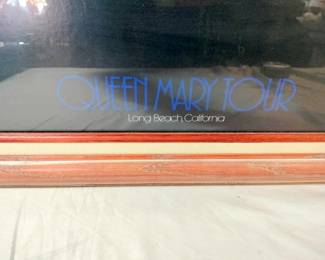 QUEEN MARY TOUR
Long Beach, California